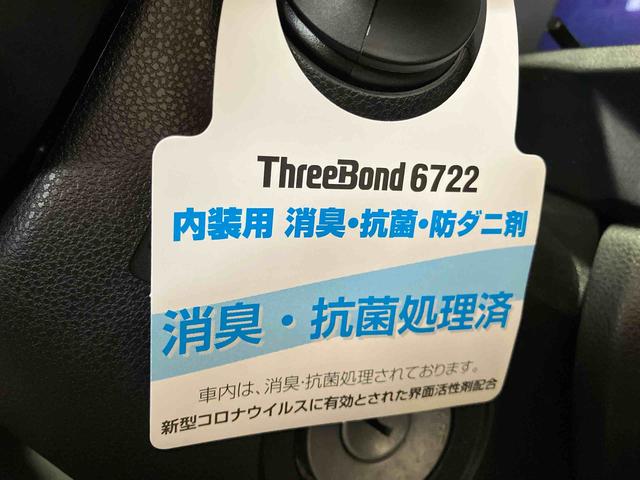 ThreeBond 6722
内装用 消臭・抗菌・防ダニ剤
消臭・抗菌処理済
車内は、消臭・抗菌処理されております。
新型コロナウイルスに有効とされた界面活性剤配合